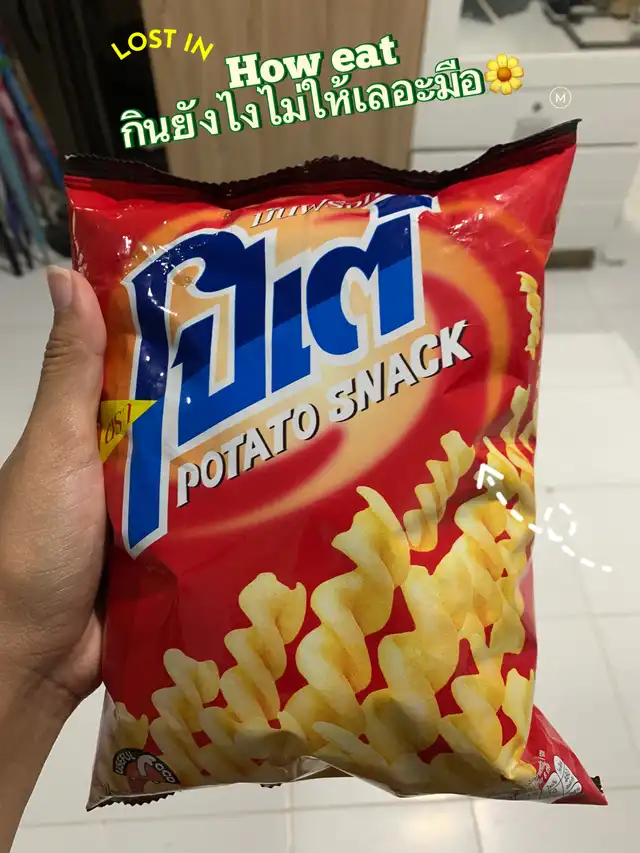 LOST IN
How eat
กินยังไงไม่ให้เลอะมือ
M
โปเต้
POTATO SNACK